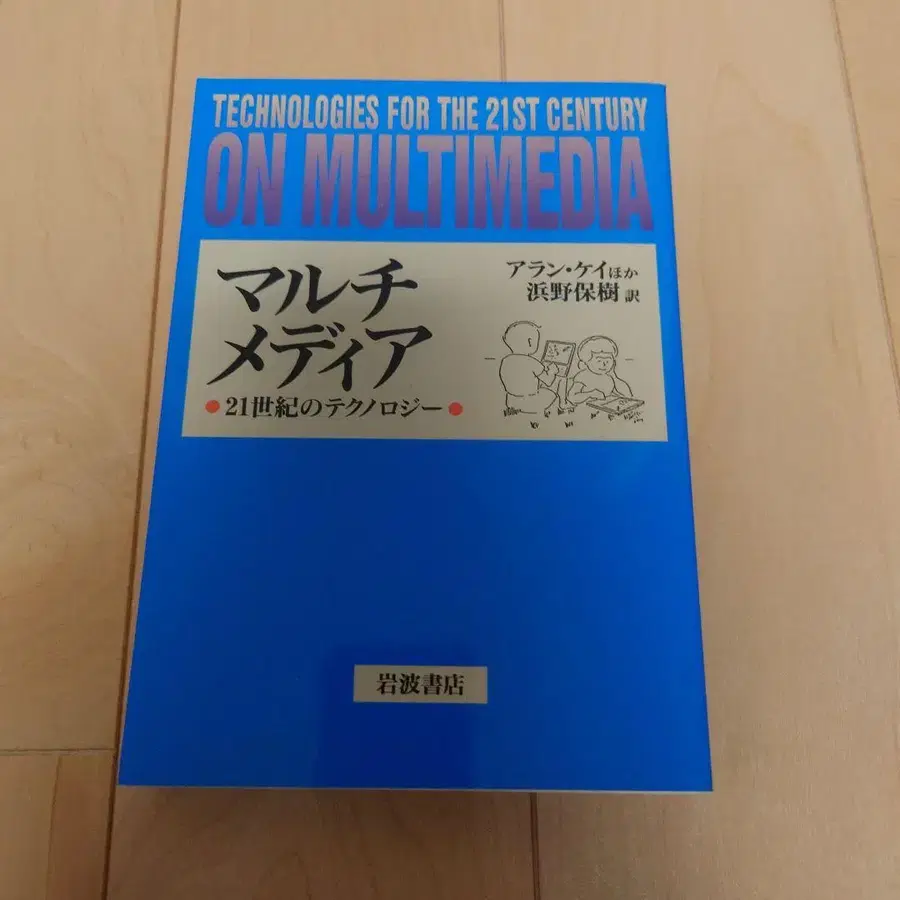 TECHNOLOGIES FOR THE 21ST CENTURY
ON MULTIMEDIA
マルチ
メディア
●21世紀のテクノロジー●
アラン・ケイほか
浜野保樹 訳
岩波書店